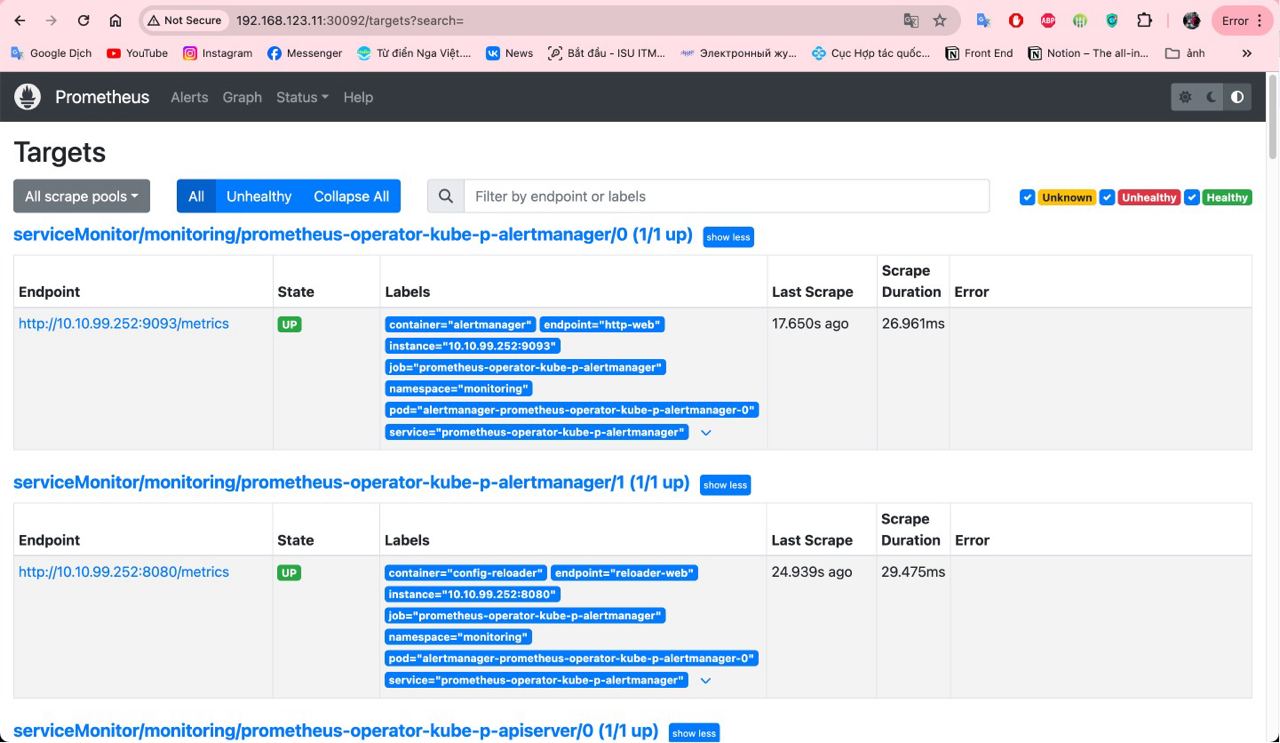 Not Secure 192.168.123.11:30092/targets?search= ABP Error
Google Dịch YouTube Instagram Messenger Từ điển Nga Việt.... News Bắt đầu - ISU ITM... Электронный жу... Cục Hợp tác quốc... Front End Notion – The all-in... ảnh »
Prometheus Alerts Graph Status Help
Targets
All scrape pools All Unhealthy Collapse All Filter by endpoint or labels Unknown Unhealthy Healthy
serviceMonitor/monitoring/prometheus-operator-kube-p-alertmanager/0 (1/1 up) show less
Endpoint State Labels Last Scrape Scrape Duration Error
http://10.10.99.252:9093/metrics UP container="alertmanager" endpoint="http-web" 17.650s ago 26.961ms
instance="10.10.99.252:9093"
job="prometheus-operator-kube-p-alertmanager"
namespace="monitoring"
pod="alertmanager-prometheus-operator-kube-p-alertmanager-0"
service="prometheus-operator-kube-p-alertmanager"
serviceMonitor/monitoring/prometheus-operator-kube-p-alertmanager/1 (1/1 up) show less
Endpoint State Labels Last Scrape Scrape Duration Error
http://10.10.99.252:8080/metrics UP container="config-reloader" endpoint="reloader-web" 24.939s ago 29.475ms
instance="10.10.99.252:8080"
job="prometheus-operator-kube-p-alertmanager"
namespace="monitoring"
pod="alertmanager-prometheus-operator-kube-p-alertmanager-0"
service="prometheus-operator-kube-p-alertmanager"
serviceMonitor/monitoring/prometheus-operator-kube-p-apiserver/0 (1/1 up) show less